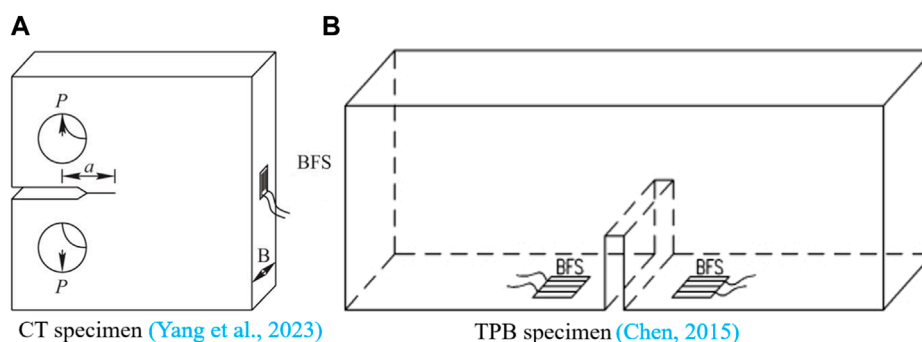 A
B
P
a
BFS
P
B
BFS
BFS
CT specimen (Yang et al., 2023)
TPB specimen (Chen, 2015)